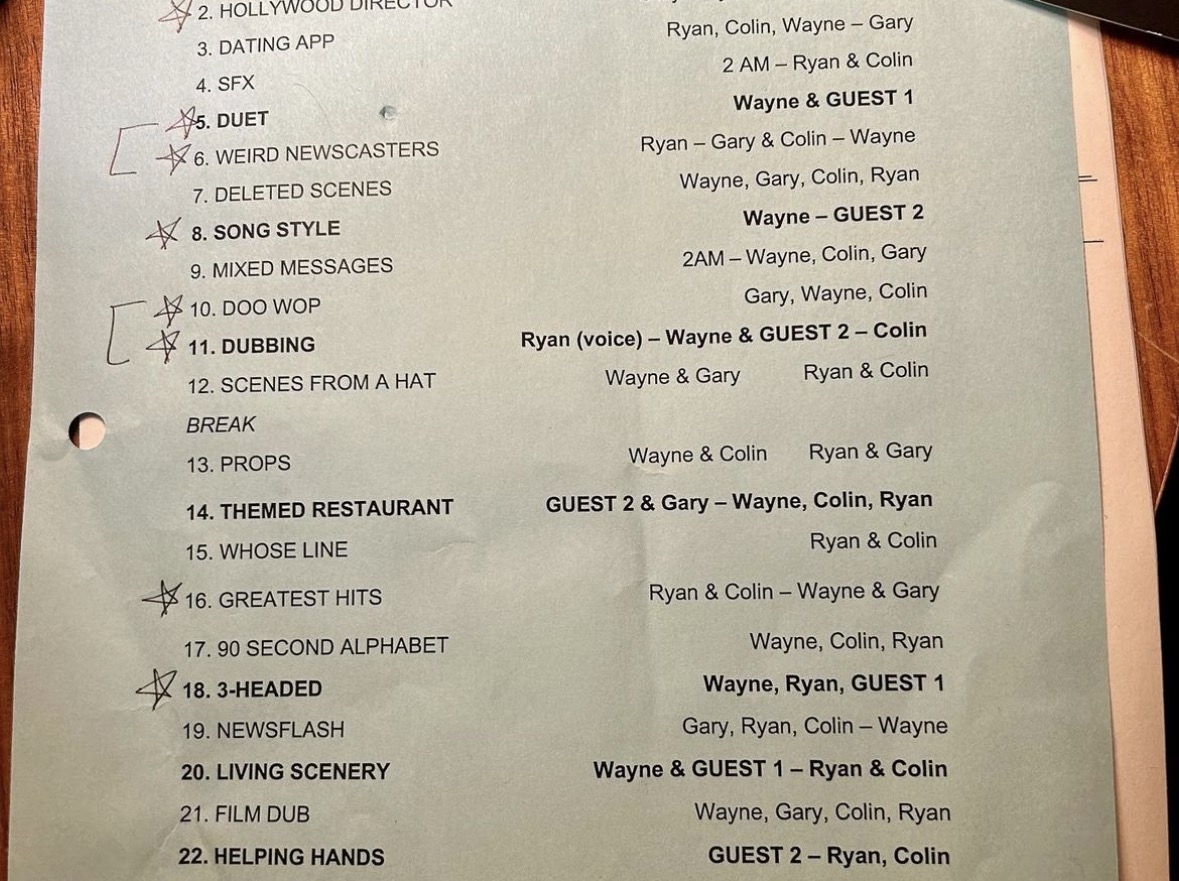 2. HOLLYWOOD DIRECTOR
3. DATING APP Ryan, Colin, Wayne – Gary
4. SFX 2 AM – Ryan & Colin
5. DUET Wayne & GUEST 1
6. WEIRD NEWSCASTERS Ryan – Gary & Colin – Wayne
7. DELETED SCENES Wayne, Gary, Colin, Ryan
8. SONG STYLE Wayne – GUEST 2
9. MIXED MESSAGES 2AM – Wayne, Colin, Gary
10. DOO WOP Gary, Wayne, Colin
11. DUBBING Ryan (voice) – Wayne & GUEST 2 – Colin
12. SCENES FROM A HAT Wayne & Gary Ryan & Colin
BREAK
13. PROPS Wayne & Colin Ryan & Gary
14. THEMED RESTAURANT GUEST 2 & Gary – Wayne, Colin, Ryan
15. WHOSE LINE Ryan & Colin
16. GREATEST HITS Ryan & Colin – Wayne & Gary
17. 90 SECOND ALPHABET Wayne, Colin, Ryan
18. 3-HEADED Wayne, Ryan, GUEST 1
19. NEWSFLASH Gary, Ryan, Colin – Wayne
20. LIVING SCENERY Wayne & GUEST 1 – Ryan & Colin
21. FILM DUB Wayne, Gary, Colin, Ryan
22. HELPING HANDS GUEST 2 – Ryan, Colin